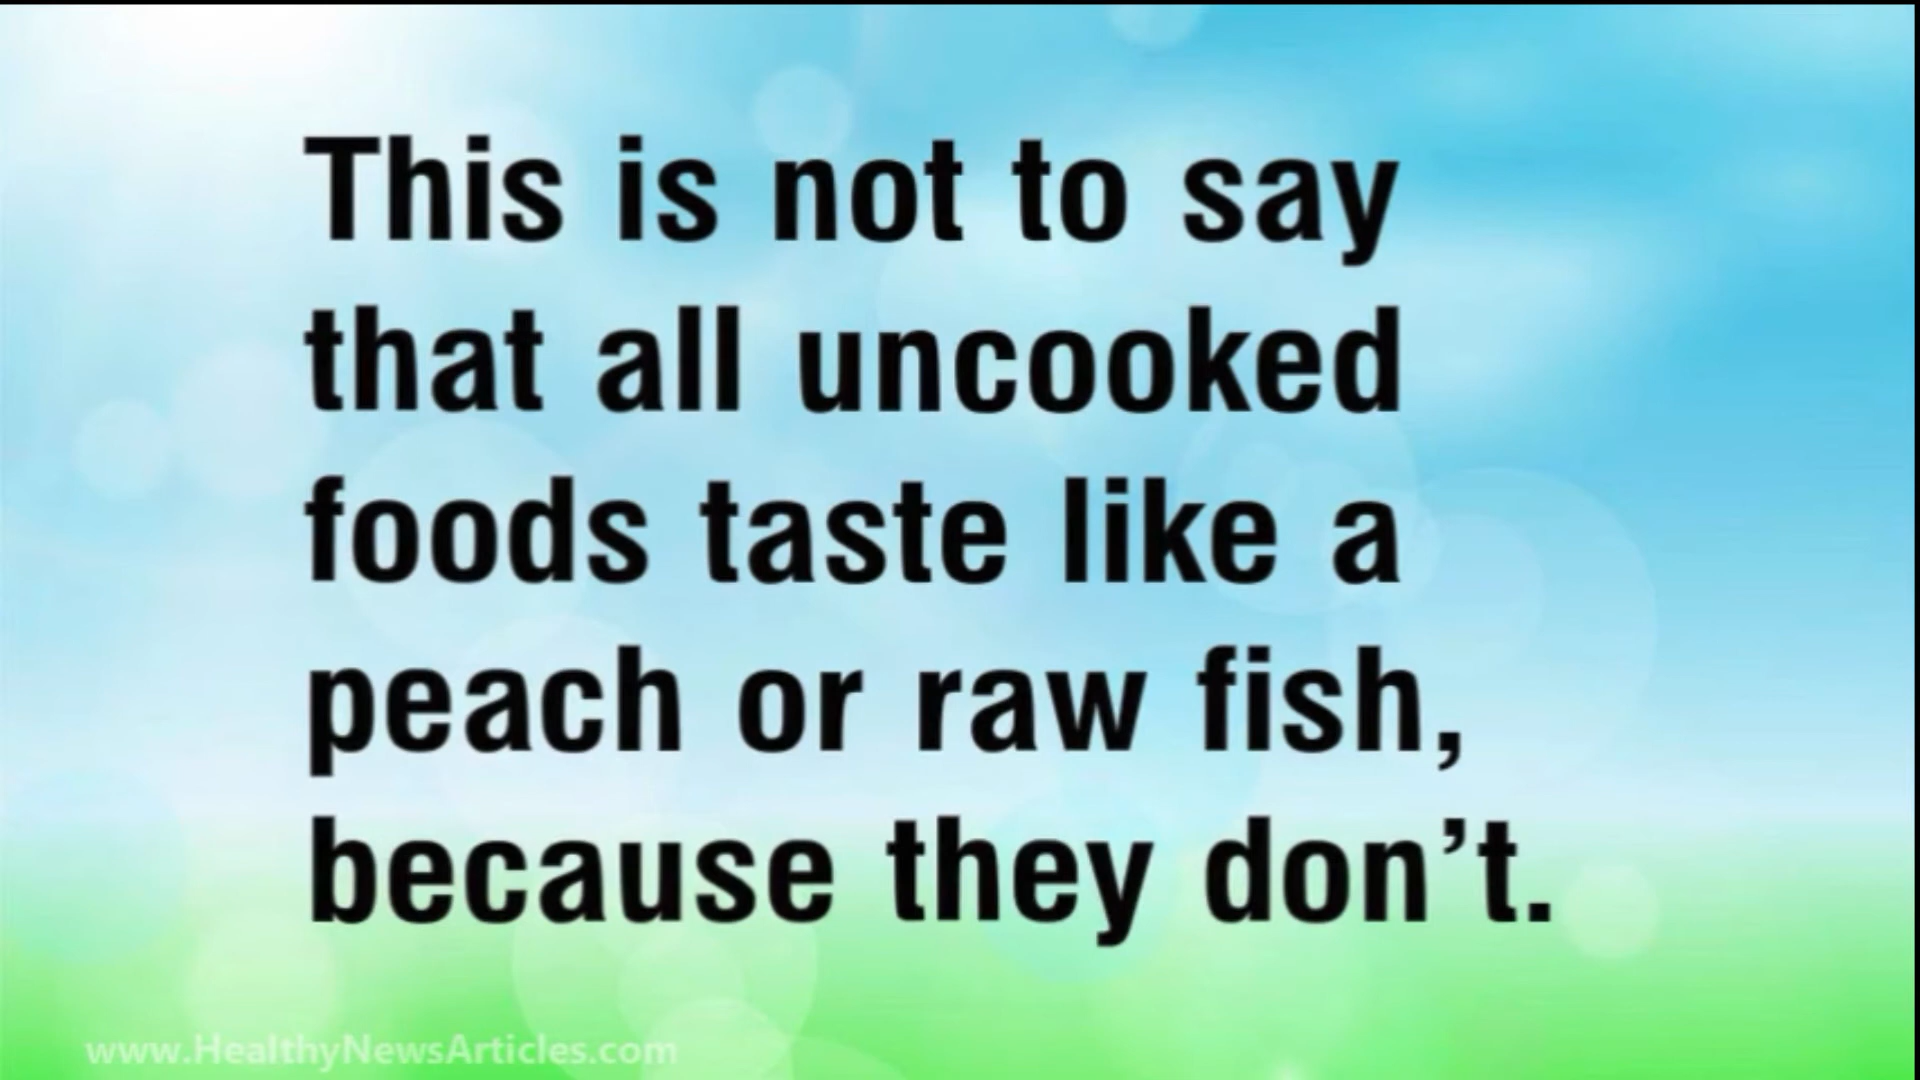 This is not to say
that all uncooked
foods taste like a
peach or raw fish,
because they don’t.
www.HealthyNewsArticles.com